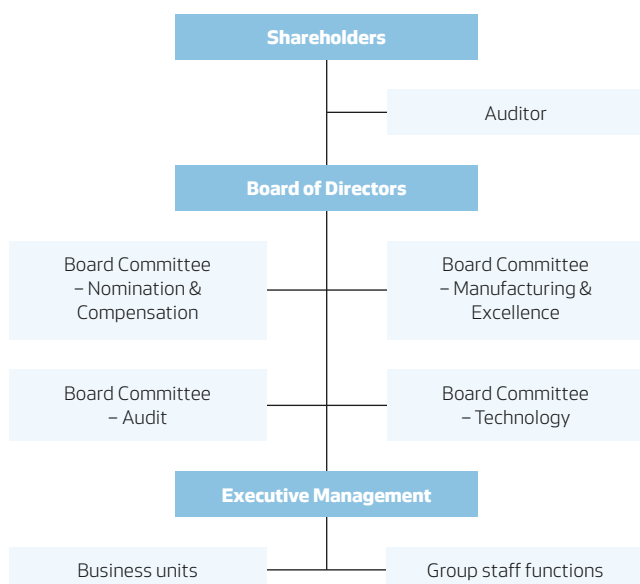 Shareholders
Auditor
Board of Directors
Board Committee
– Nomination &
Compensation
Board Committee
– Manufacturing &
Excellence
Board Committee
– Audit
Board Committee
– Technology
Executive Management
Business units
Group staff functions